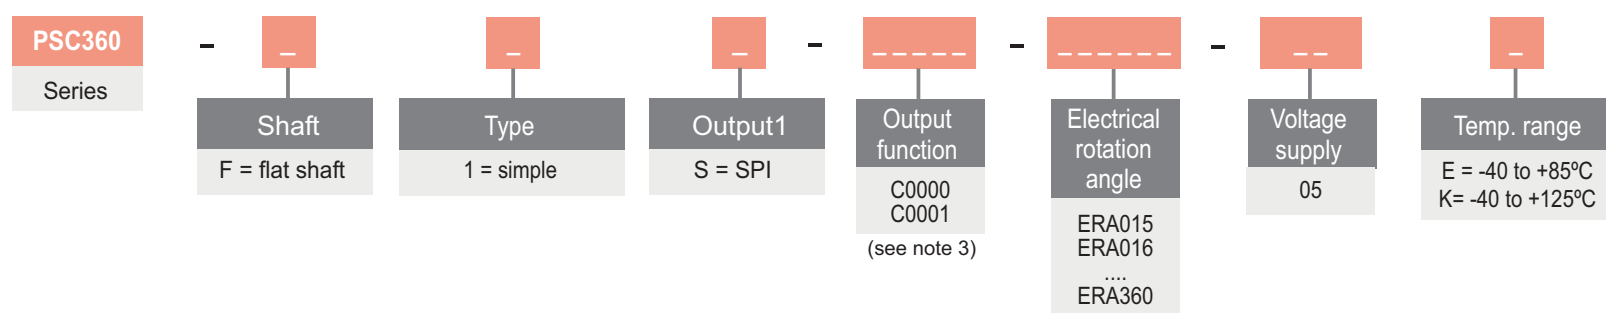 PSC360 - _ _ _ - _ _ _ _ _ - _ _ _ _ _ _ - _ _ _
Series
Shaft
F = flat shaft
Type
1 = simple
Output1
S = SPI
Output
function
C0000
C0001
(see note 3)
Electrical
rotation
angle
ERA015
ERA016
....
ERA360
Voltage
supply
05
Temp. range
E = -40 to +85ºC
K= -40 to +125ºC